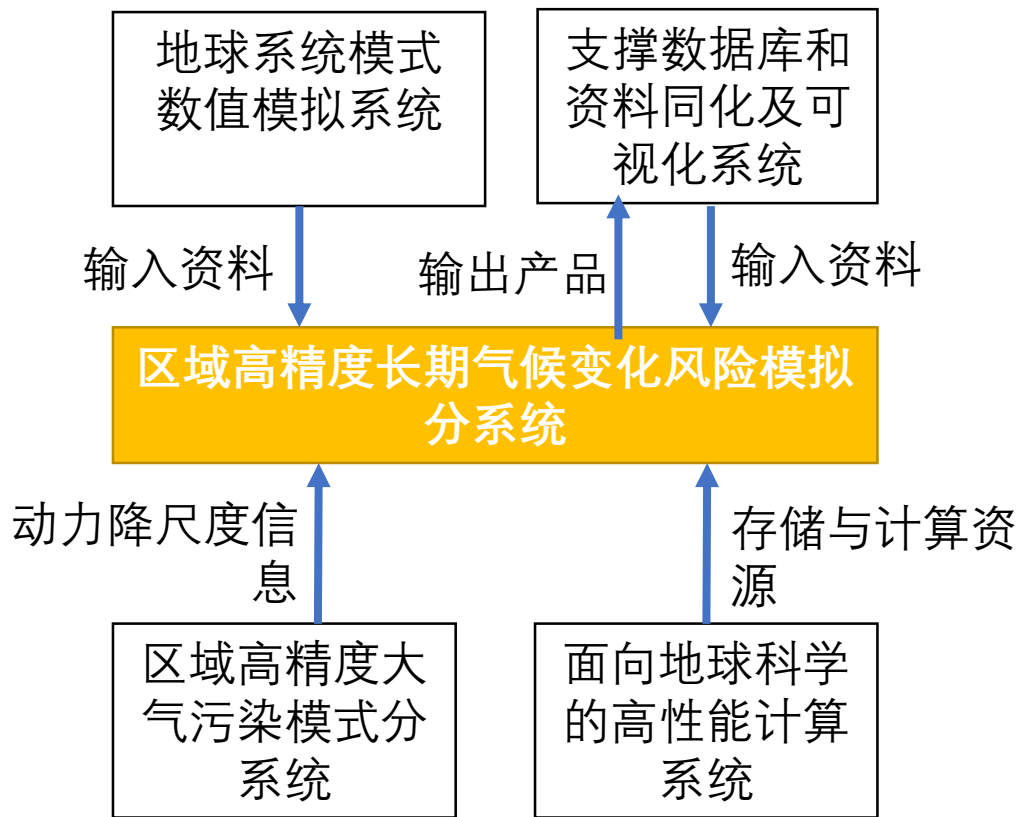 地球系统模式
数值模拟系统
支撑数据库和
资料同化及可
视化系统
输入资料
输出产品
输入资料
区域高精度长期气候变化风险模拟
分系统
动力降尺度信
息
存储与计算资
源
区域高精度大
气污染模式分
系统
面向地球科学
的高性能计算
系统